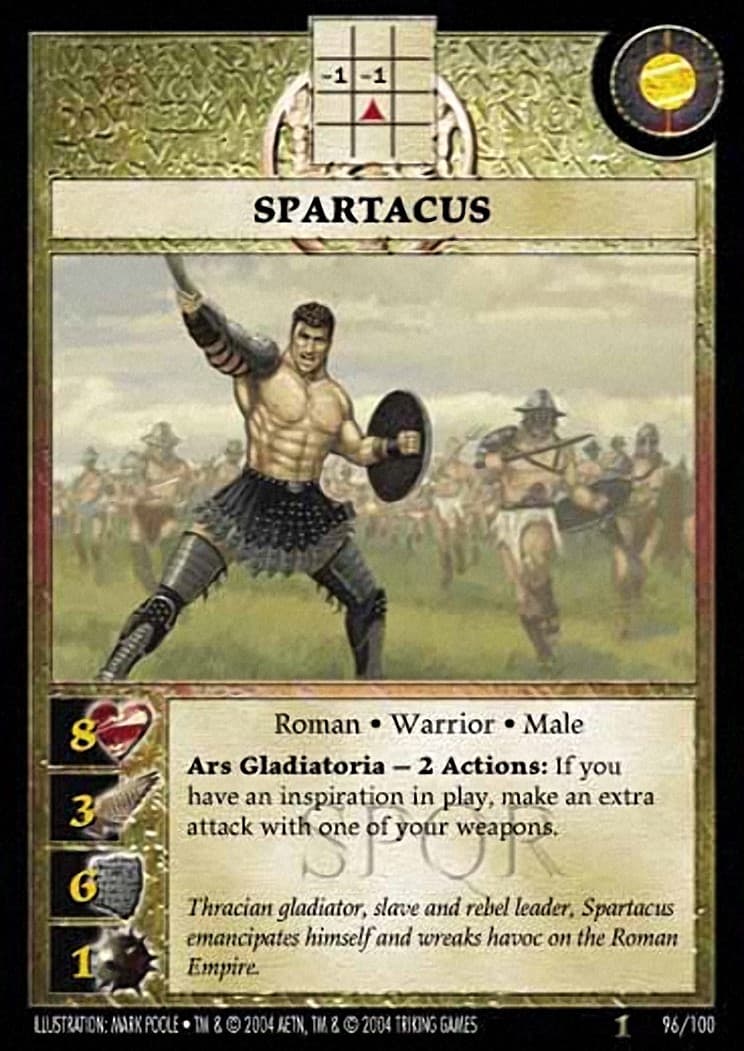 -1 -1
SPARTACUS
8
3
6
1
Roman • Warrior • Male
Ars Gladiatoria – 2 Actions: If you
have an inspiration in play, make an extra
attack with one of your weapons.
SPQR
Thracian gladiator, slave and rebel leader, Spartacus
emancipates himself and wreaks havoc on the Roman
Empire.
ILLUSTRATION: MARK POOLE • TM & © 2004 AETN, TM & © 2004 TRIKING GAMES 1 96/100